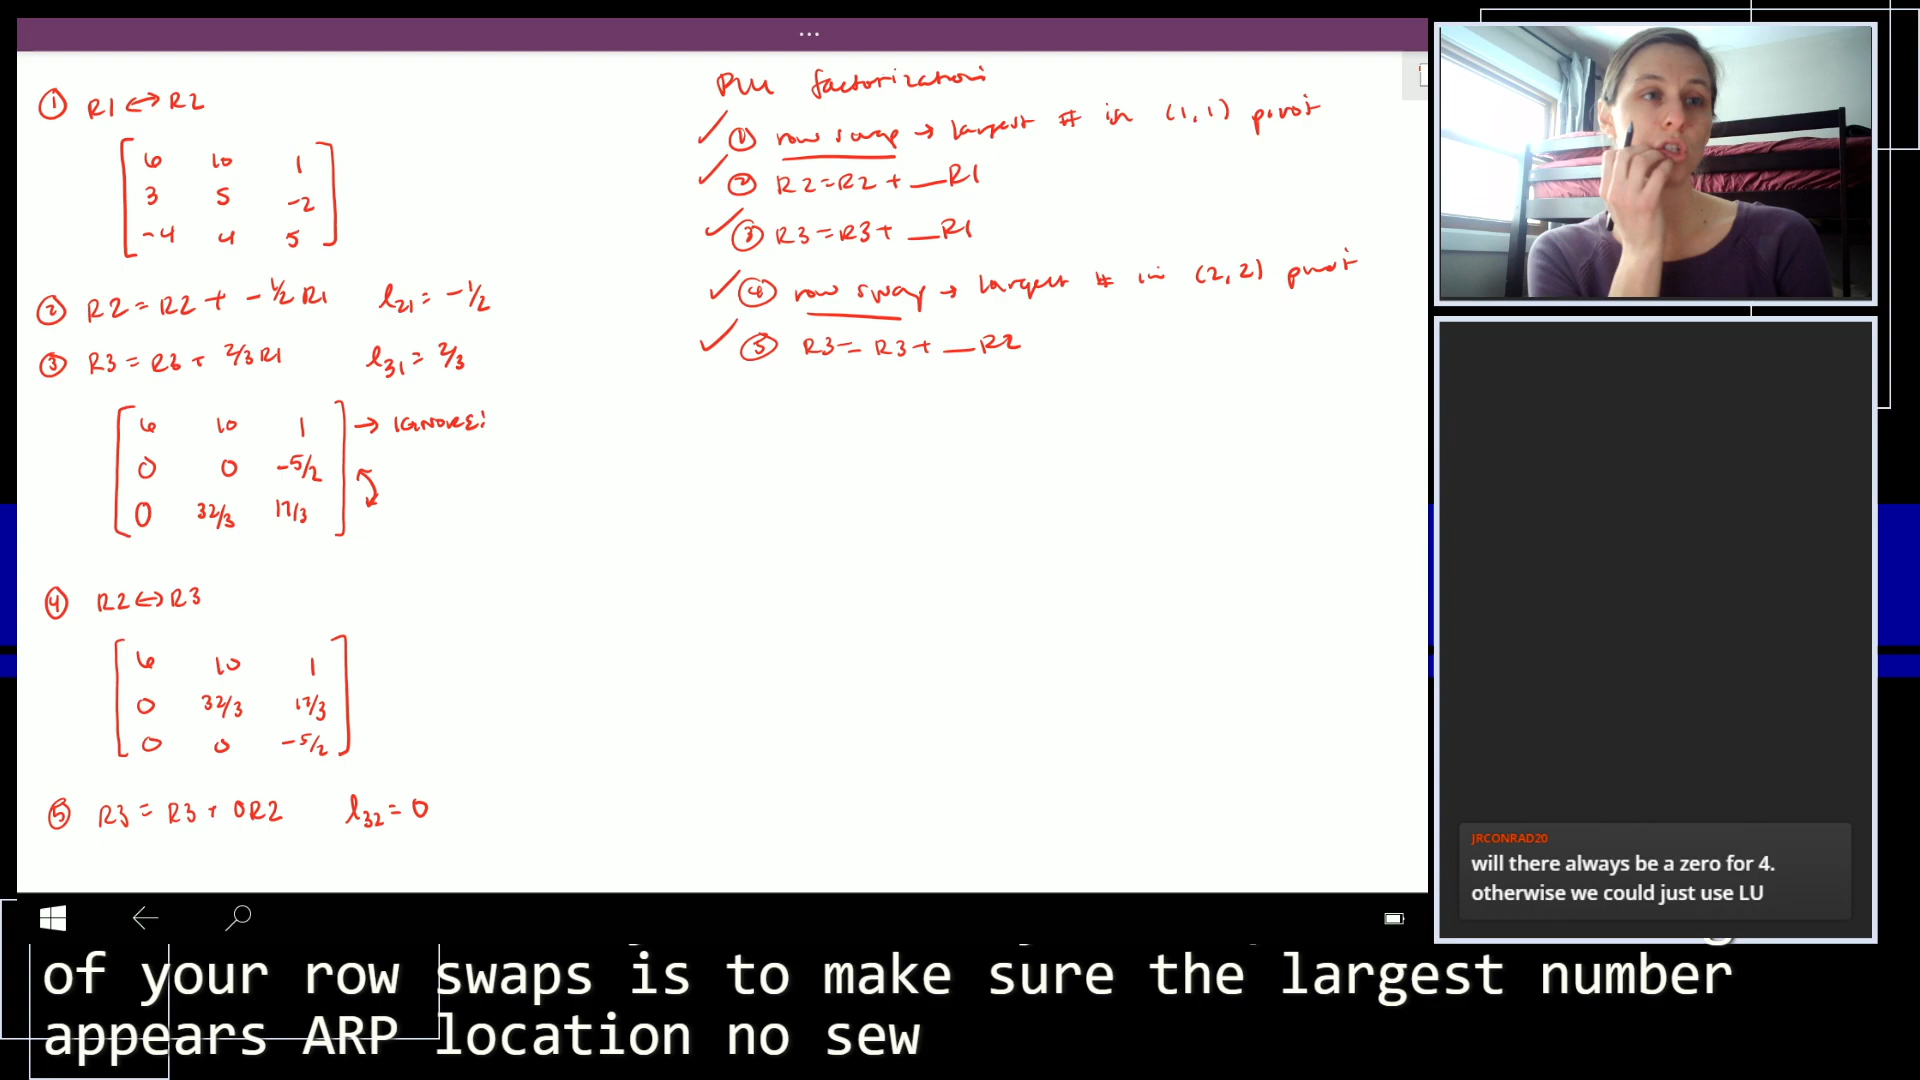 ① R1 ↔ R2
6 10 1
3 5 -2
-4 4 5
② R2 = R2 + -1/2 R1 l21 = -1/2
③ R3 = R3 + 2/3 R1 l31 = 2/3
6 10 1 → IGNORE!
0 0 -5/2
0 32/3 17/3
④ R2 ↔ R3
6 10 1
0 32/3 17/3
0 0 -5/2
⑤ R3 = R3 + 0R2 l32 = 0
PLU factorization
✓ ① row swap → largest # in (1,1) pivot
✓ ② R2 = R2 + __R1
✓ ③ R3 = R3 + __R1
✓ ④ row swap → largest # in (2,2) pivot
✓ ⑤ R3 = R3 + __R2
JRCONRAD20
will there always be a zero for 4.
otherwise we could just use LU
of your row swaps is to make sure the largest number
appears ARP location no sew